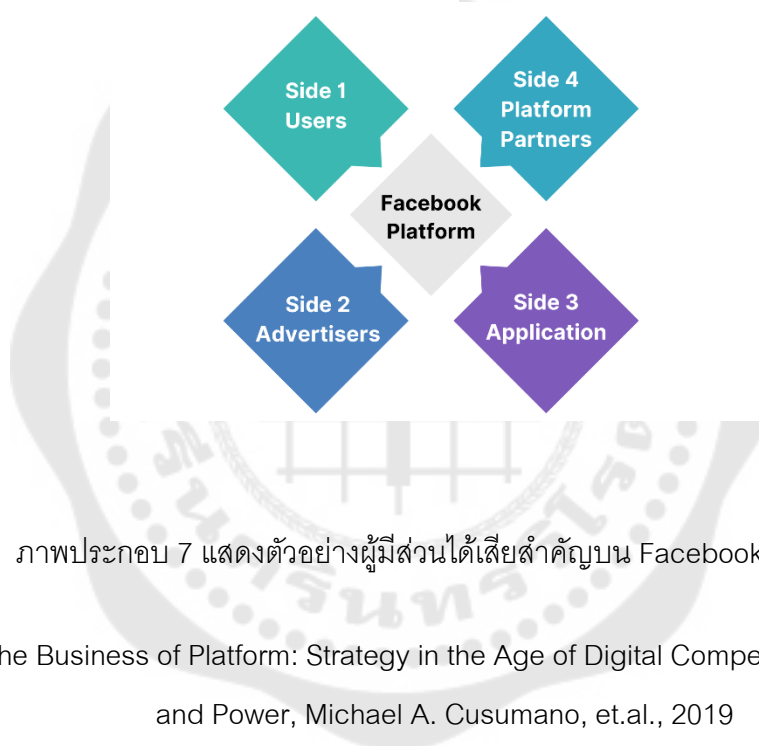 Side 1
Users
Side 4
Platform
Partners
Facebook
Platform
Side 2
Advertisers
Side 3
Application
ภาพประกอบ 7 แสดงตัวอย่างผู้มีส่วนได้เสียสำคัญบน Facebook
he Business of Platform: Strategy in the Age of Digital Compe
and Power, Michael A. Cusumano, et.al., 2019